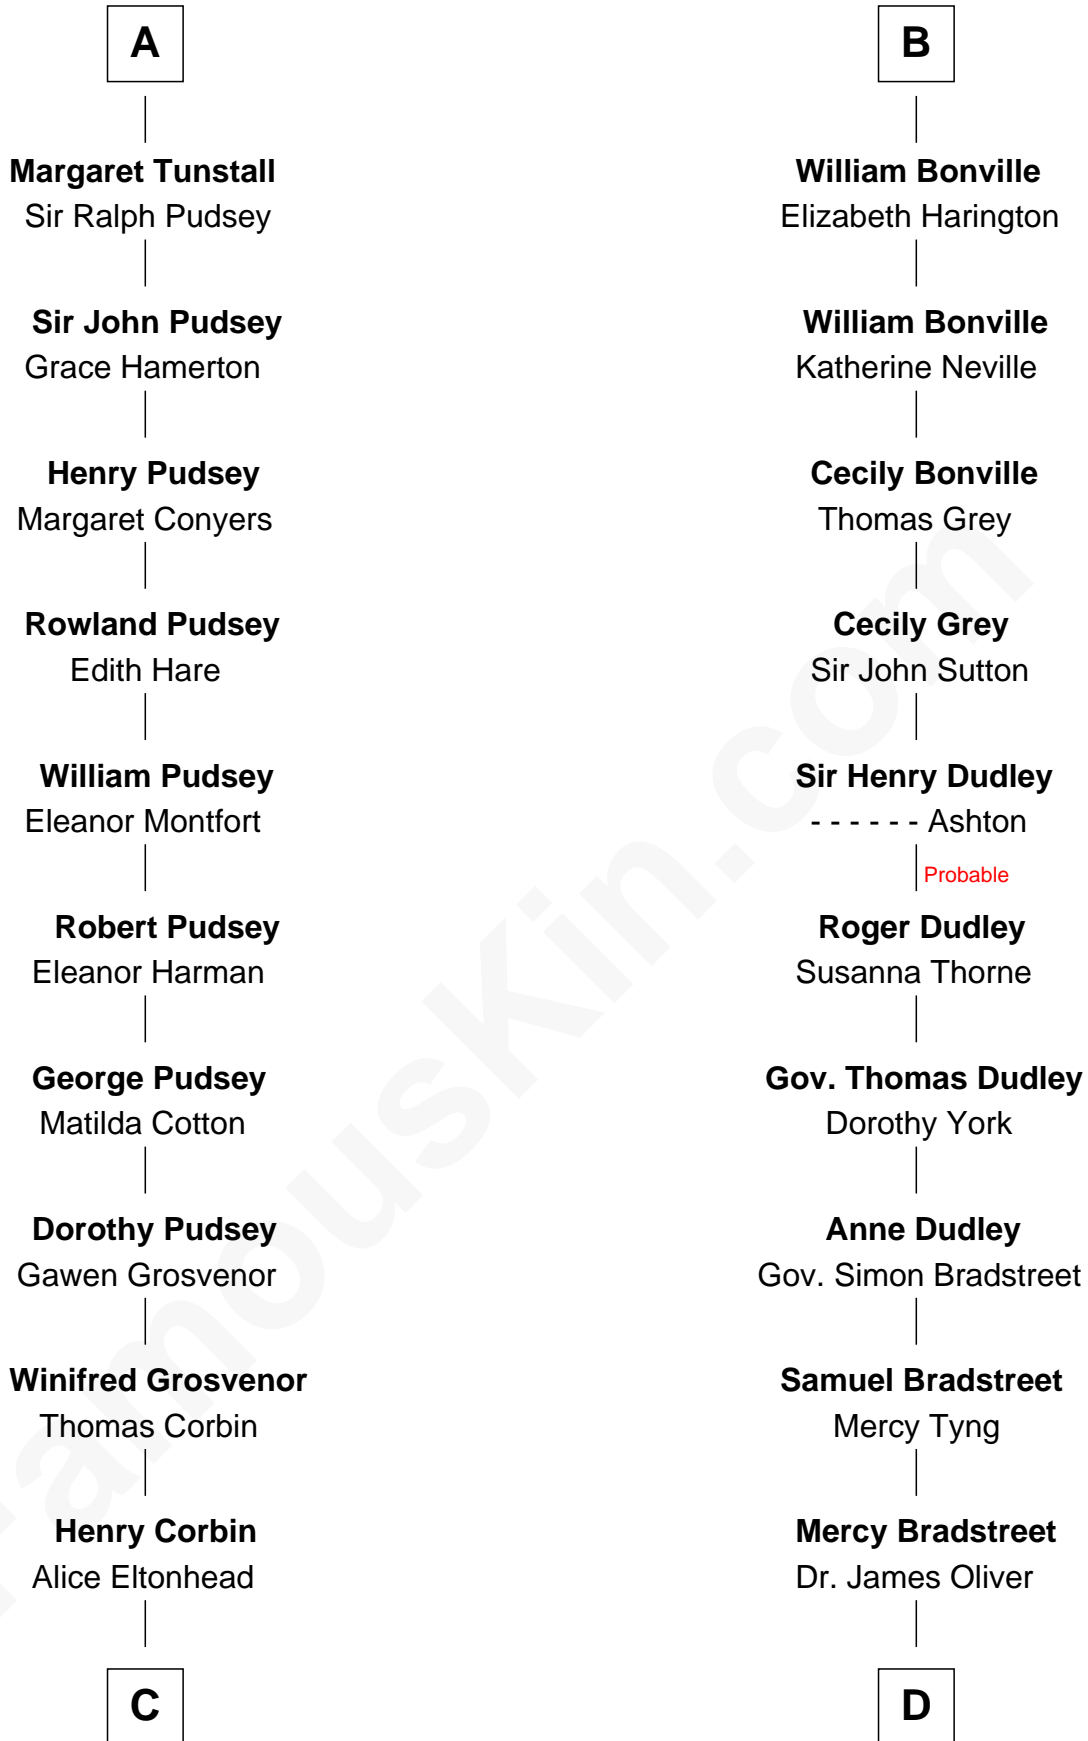 A
Margaret Tunstall
Sir Ralph Pudsey
Sir John Pudsey
Grace Hamerton
Henry Pudsey
Margaret Conyers
Rowland Pudsey
Edith Hare
William Pudsey
Eleanor Montfort
Robert Pudsey
Eleanor Harman
George Pudsey
Matilda Cotton
Dorothy Pudsey
Gawen Grosvenor
Winifred Grosvenor
Thomas Corbin
Henry Corbin
Alice Eltonhead
C
B
William Bonville
Elizabeth Harington
William Bonville
Katherine Neville
Cecily Bonville
Thomas Grey
Cecily Grey
Sir John Sutton
Sir Henry Dudley
- - - - - - Ashton
Probable
Roger Dudley
Susanna Thorne
Gov. Thomas Dudley
Dorothy York
Anne Dudley
Gov. Simon Bradstreet
Samuel Bradstreet
Mercy Tyng
Mercy Bradstreet
Dr. James Oliver
D
FamousKin.com